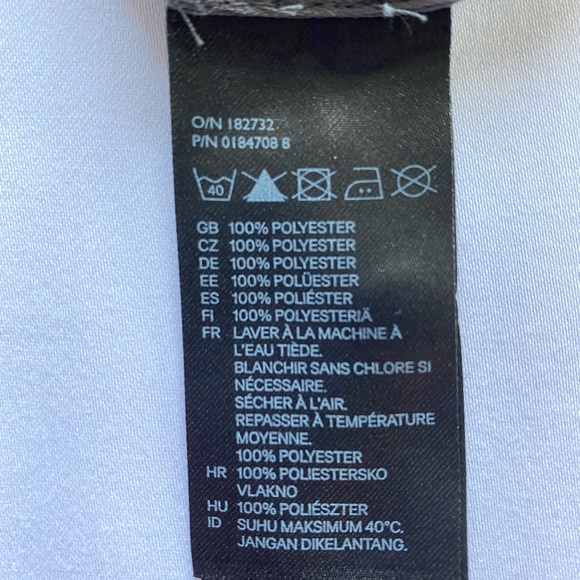 O/N 182732
P/N 0184708 8
40
GB 100% POLYESTER
CZ 100% POLYESTER
DE 100% POLYESTER
EE 100% POLÜESTER
ES 100% POLIÉSTER
FI 100% POLYESTERIÄ
FR LAVER À LA MACHINE À
L'EAU TIÈDE.
BLANCHIR SANS CHLORE SI
NÉCESSAIRE.
SÉCHER À L'AIR.
REPASSER À TEMPÉRATURE
MOYENNE.
100% POLYESTER
HR 100% POLIESTERSKO
VLAKNO
HU 100% POLIÉSZTER
ID SUHU MAKSIMUM 40°C.
JANGAN DIKELANTANG.